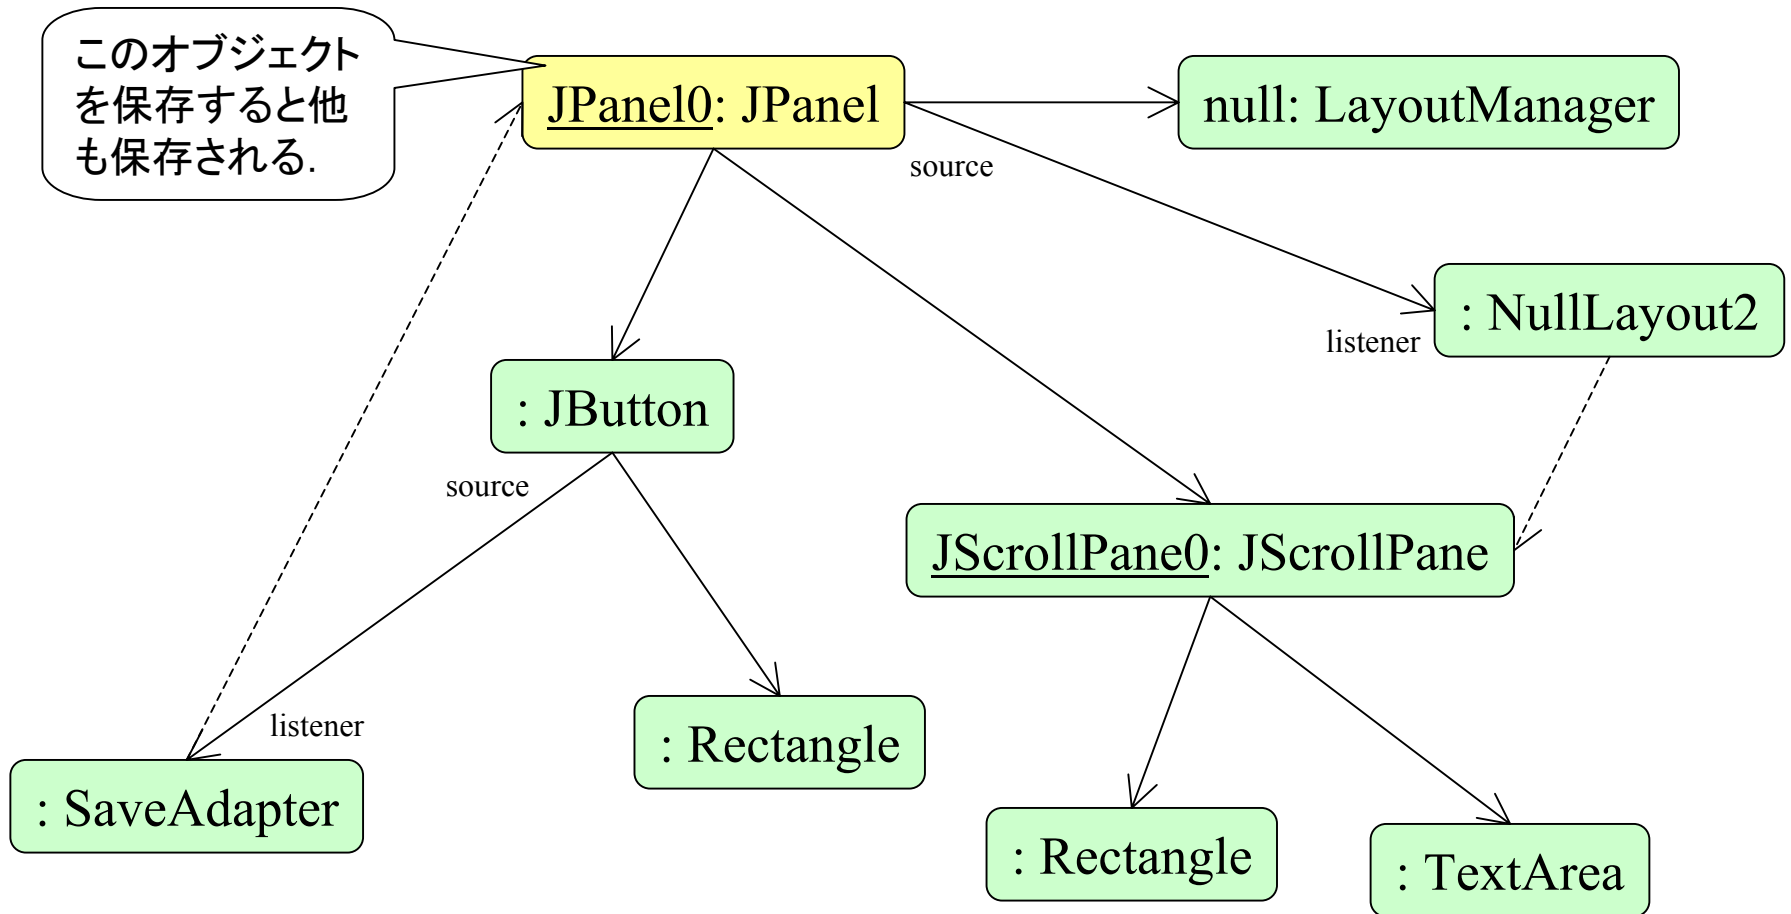 このオブジェクト
を保存すると他
も保存される.
JPanel0: JPanel
null: LayoutManager
source
: NullLayout2
listener
: JButton
source
JScrollPane0: JScrollPane
listener
: Rectangle
: SaveAdapter
: Rectangle
: TextArea